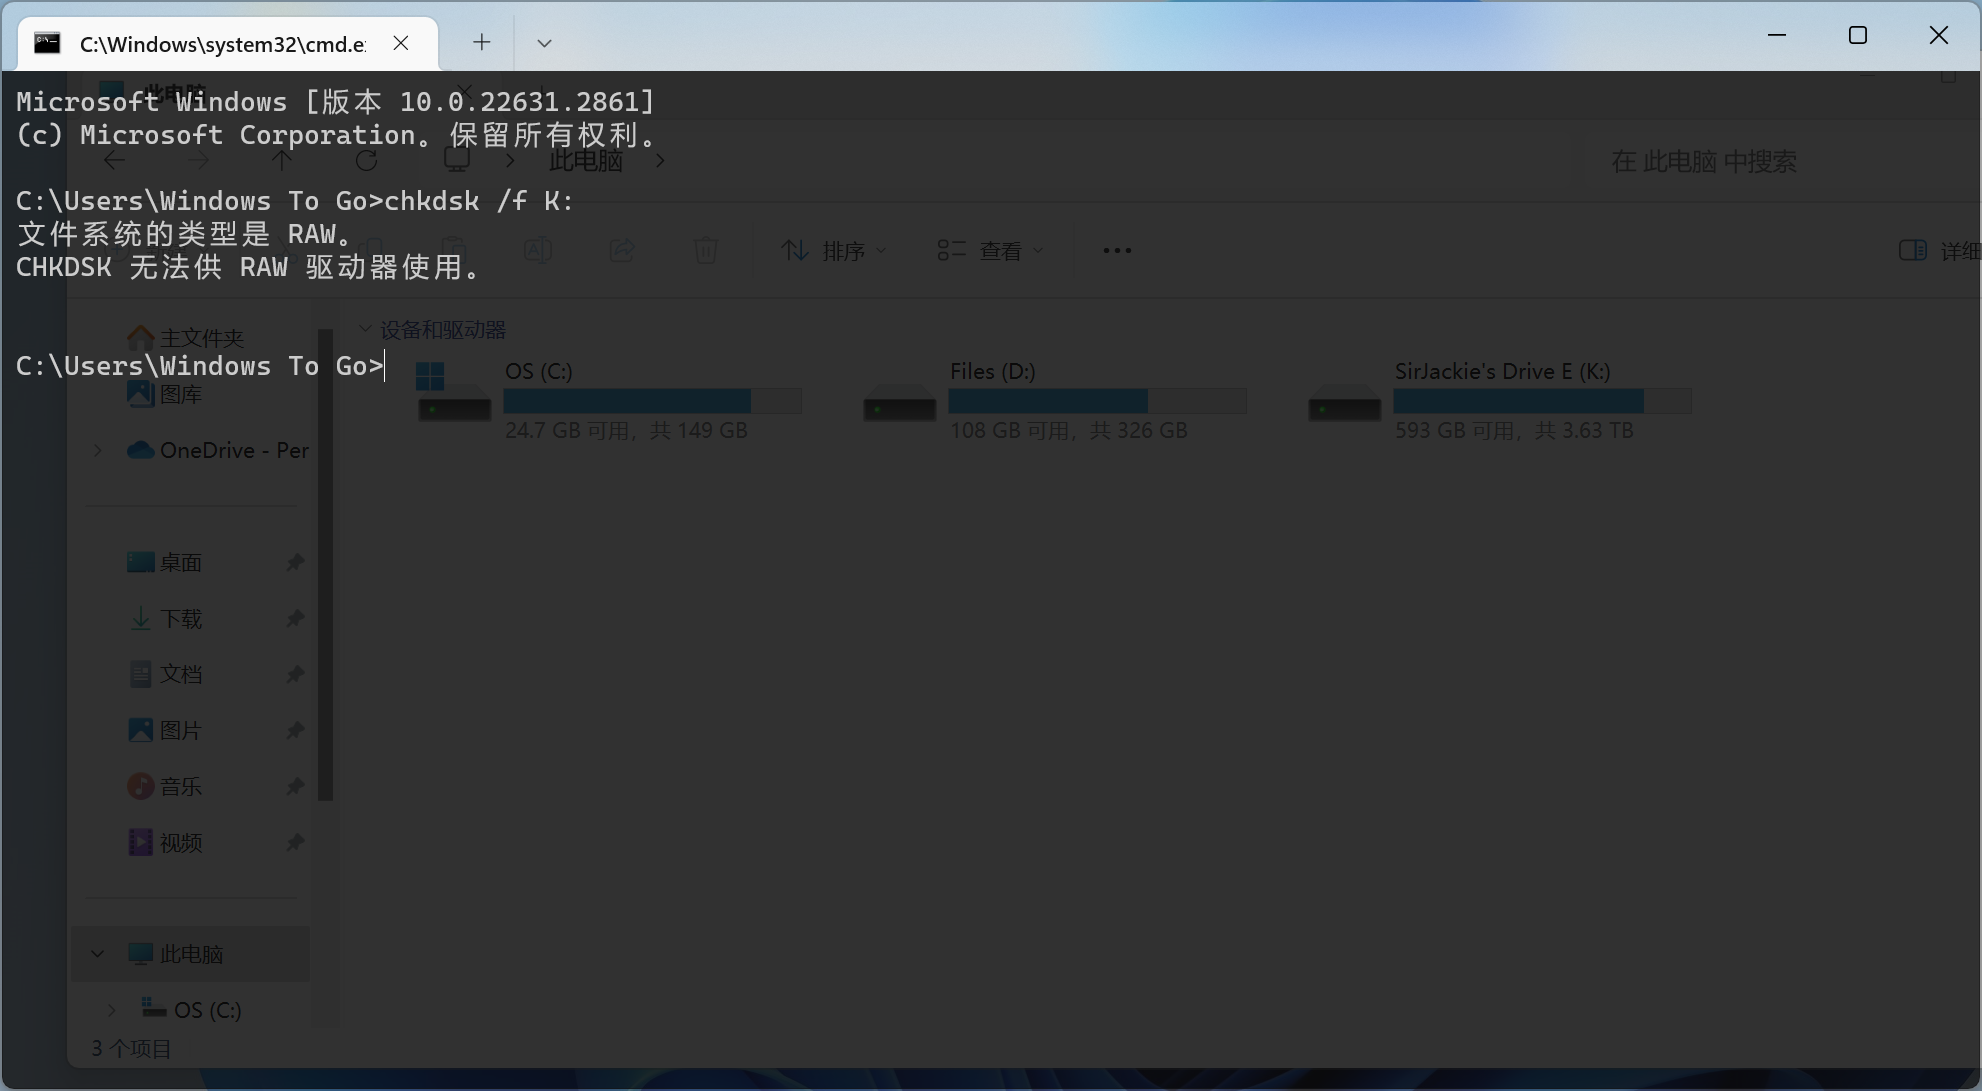 C:\Windows\system32\cmd.e
Microsoft Windows [版本 10.0.22631.2861]
(c) Microsoft Corporation。保留所有权利。
此电脑
此电脑
在 此电脑 中搜索
C:\Users\Windows To Go>chkdsk /f K:
文件系统的类型是 RAW。
CHKDSK 无法供 RAW 驱动器使用。
排序
查看
详细
C:\Users\Windows To Go>
主文件夹
图库
OneDrive - Per
桌面
下载
文档
图片
音乐
视频
此电脑
OS (C:)
设备和驱动器
OS (C:)
24.7 GB 可用，共 149 GB
Files (D:)
108 GB 可用，共 326 GB
SirJackie's Drive E (K:)
593 GB 可用，共 3.63 TB
3 个项目